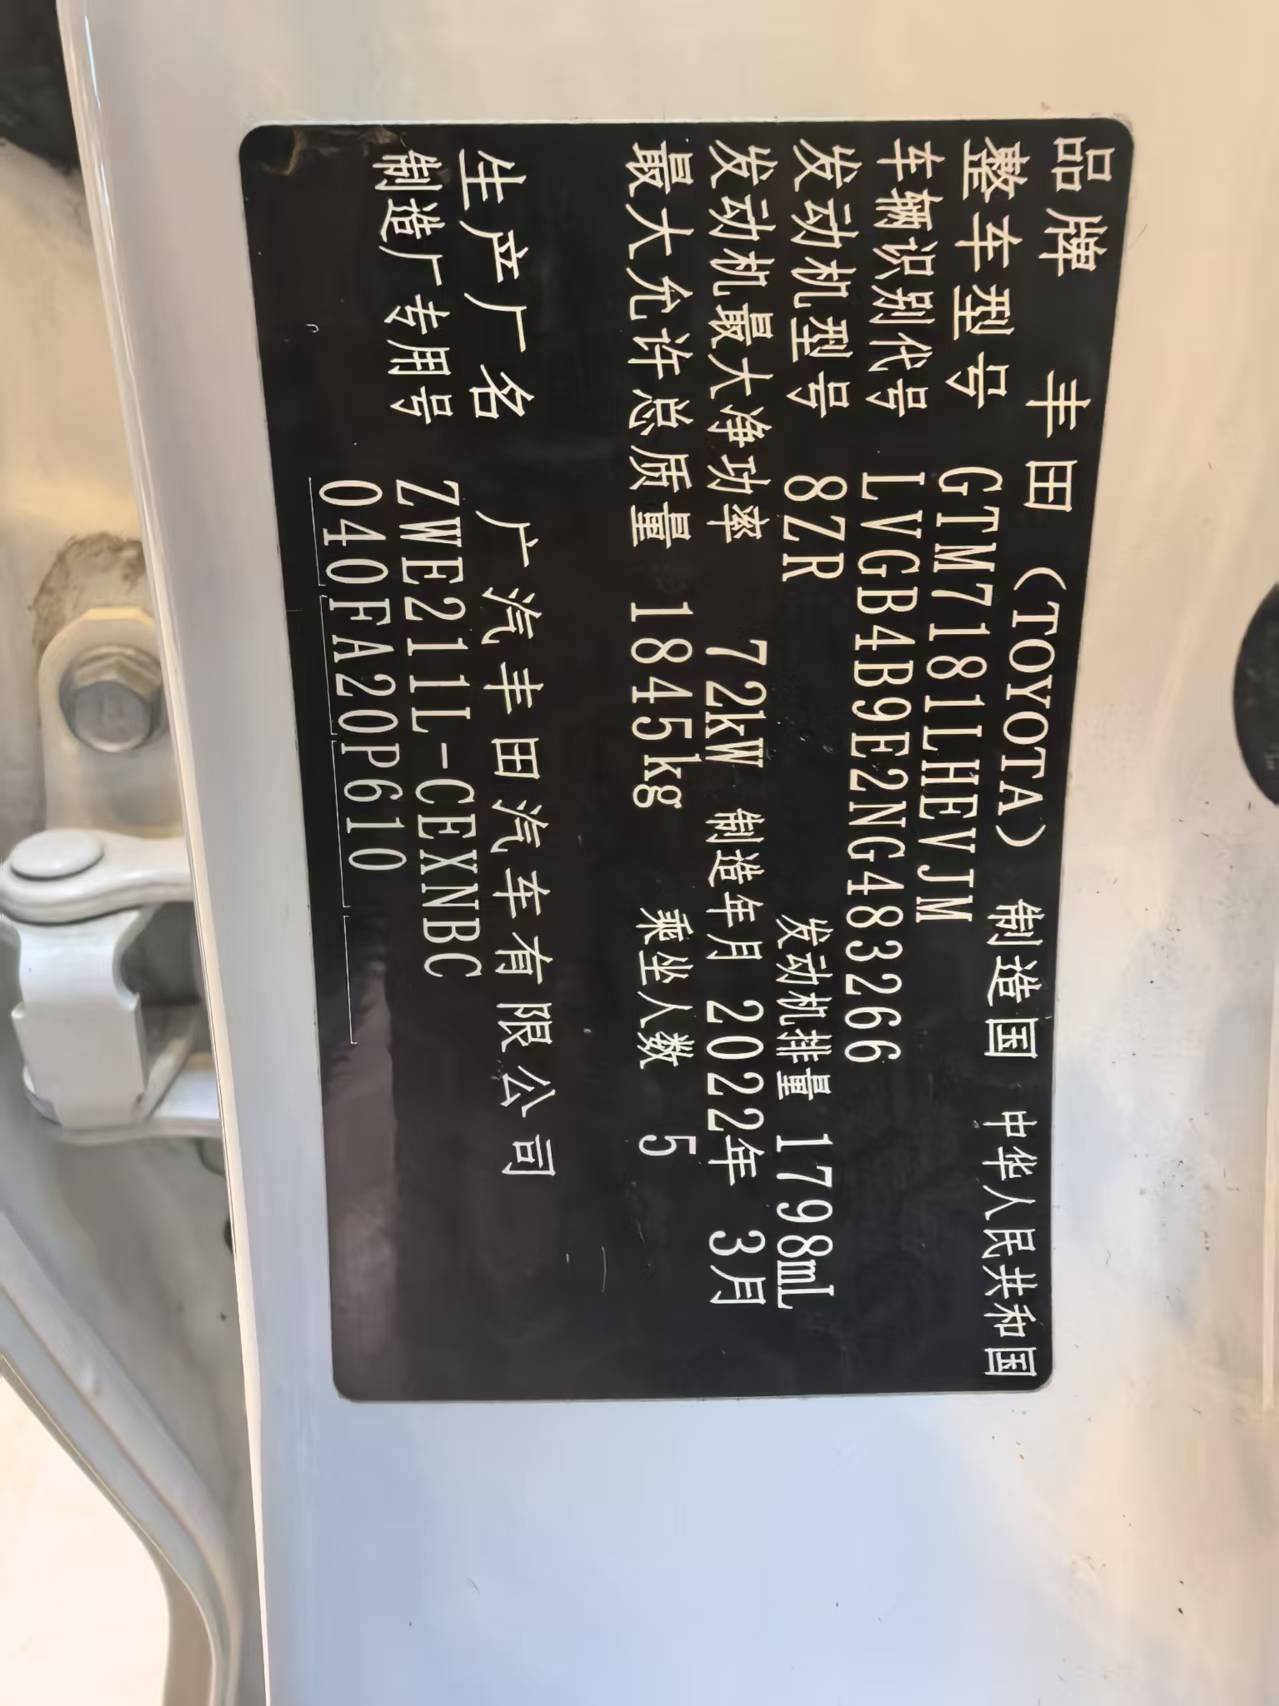 品牌 丰田（TOYOTA） 制造国 中华人民共和国
整车型号 GTM7181LHEVJM
车辆识别代号 LVGB4B9E2NG483266
发动机型号 8ZR 发动机排量 1798mL
发动机最大净功率 72kW 制造年月 2022年 3月
最大允许总质量 1845kg 乘坐人数 5
生产厂名 广汽丰田汽车有限公司
制造厂专用号 ZWE211L-CEXNBC
040FA20P610